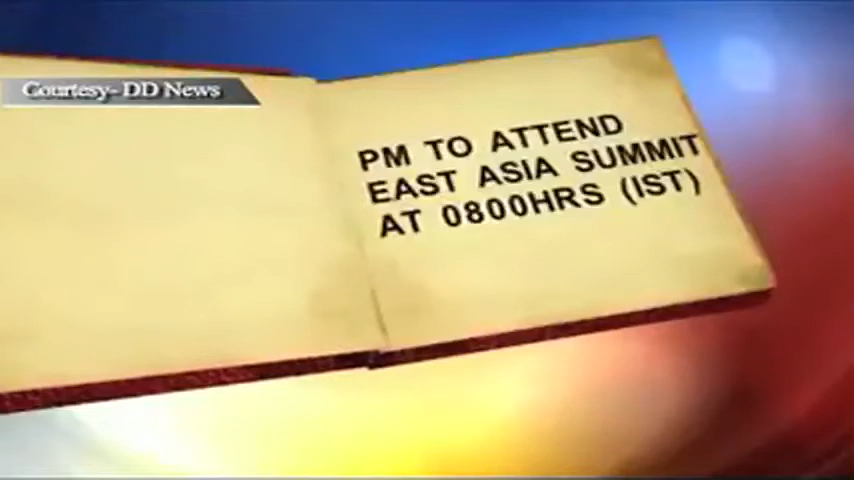 Courtesy- DD News
PM TO ATTEND
EAST ASIA SUMMIT
AT 0800HRS (IST)